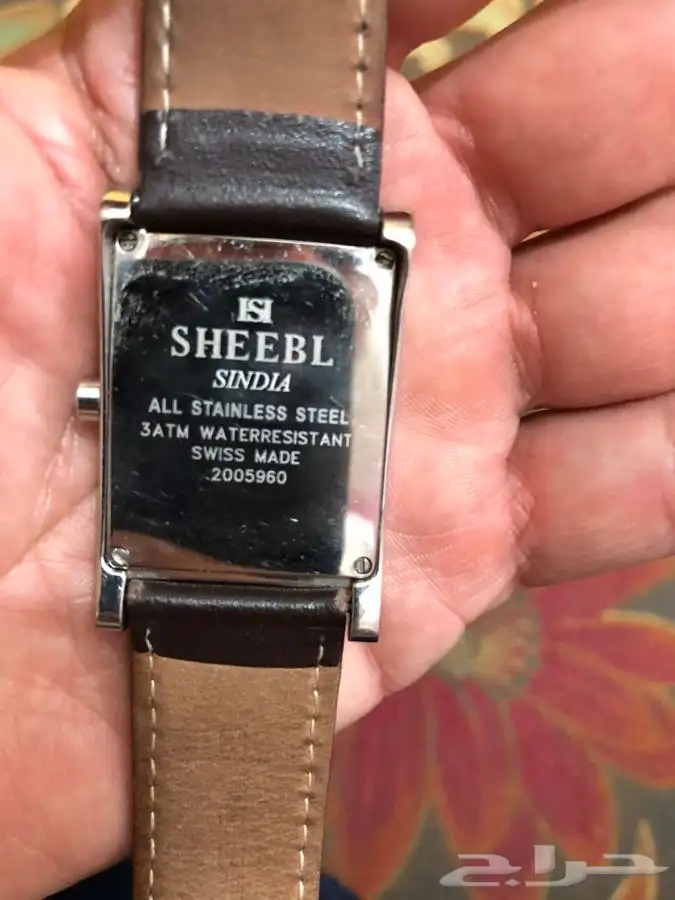 SHEEBL
SINDIA
ALL STAINLESS STEEL
3ATM WATERRESISTANT
SWISS MADE
2005960
حراج